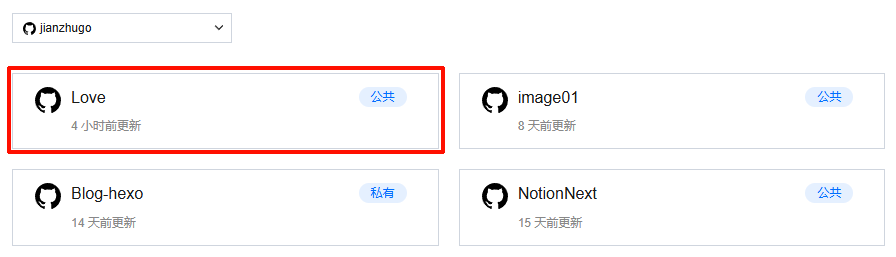 jianzhugo
Love 公共
4 小时前更新
image01 公共
8 天前更新
Blog-hexo 私有
14 天前更新
NotionNext 公共
15 天前更新